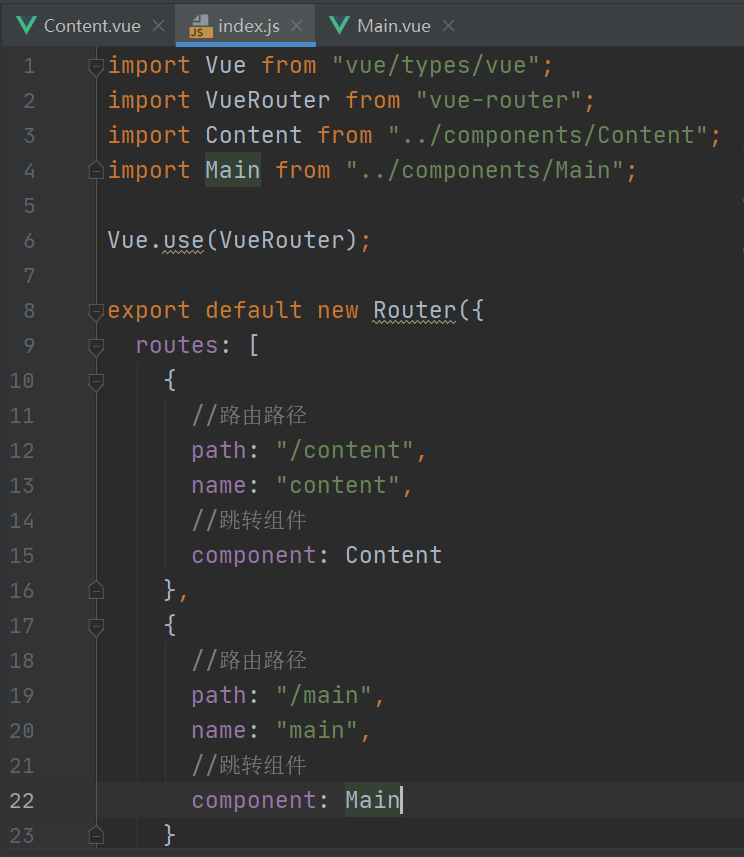 Content.vue index.js Main.vue
1 import Vue from "vue/types/vue";
2 import VueRouter from "vue-router";
3 import Content from "../components/Content";
4 import Main from "../components/Main";
5
6 Vue.use(VueRouter);
7
8 export default new Router({
9 routes: [
10 {
11 //路由路径
12 path: "/content",
13 name: "content",
14 //跳转组件
15 component: Content
16 },
17 {
18 //路由路径
19 path: "/main",
20 name: "main",
21 //跳转组件
22 component: Main
23 }